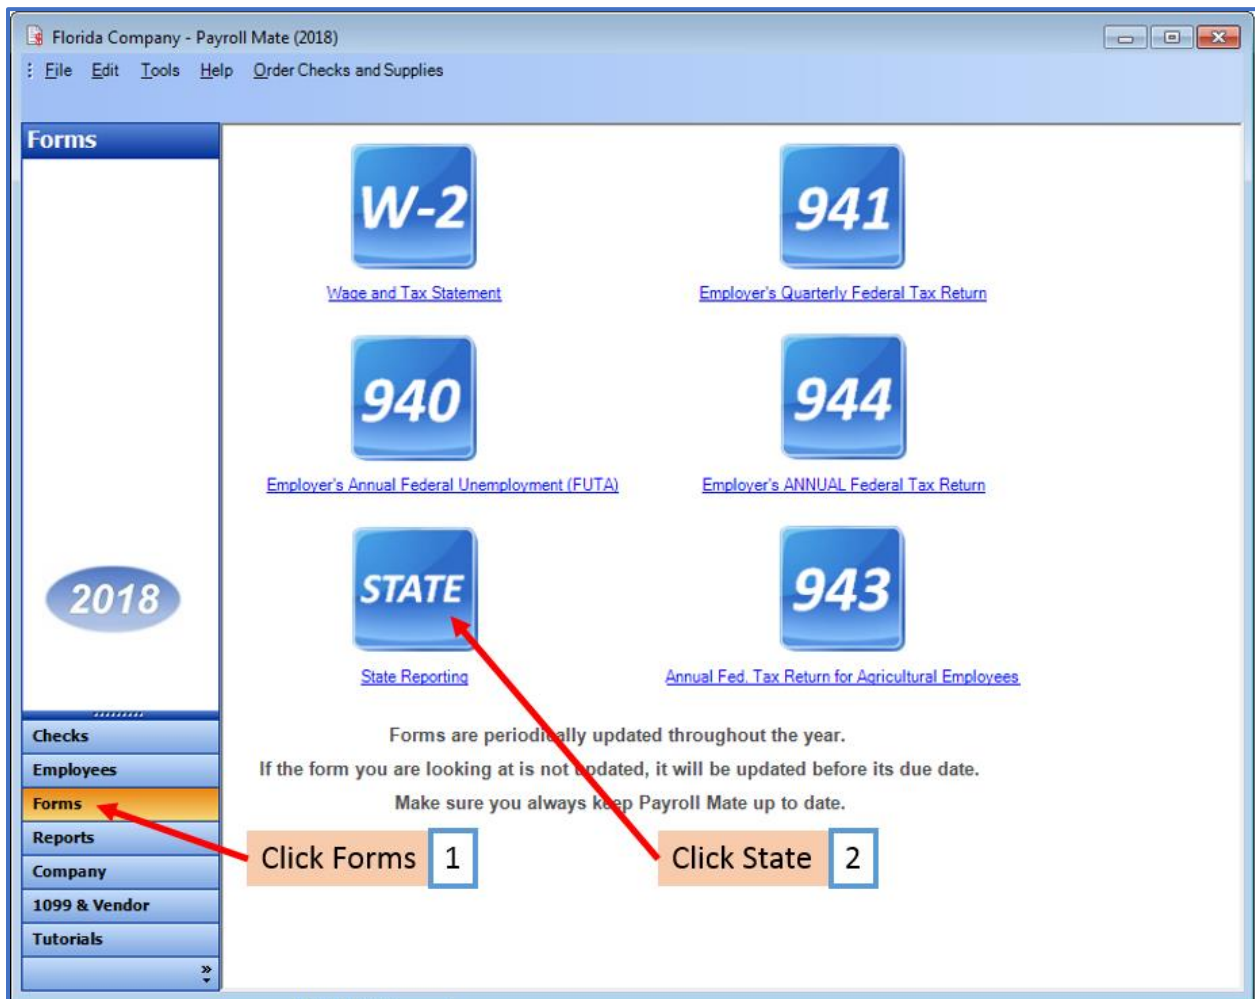 Florida Company - Payroll Mate (2018)
File Edit Tools Help Order Checks and Supplies
Forms
W-2
941
Wage and Tax Statement
Employer's Quarterly Federal Tax Return
940
944
Employer's Annual Federal Unemployment (FUTA)
Employer's ANNUAL Federal Tax Return
STATE
943
2018
State Reporting
Annual Fed. Tax Return for Agricultural Employees
Forms are periodically updated throughout the year.
If the form you are looking at is not updated, it will be updated before its due date.
Make sure you always keep Payroll Mate up to date.
Checks
Employees
Forms
Reports
Company
1099 & Vendor
Tutorials
Click Forms 1
Click State 2